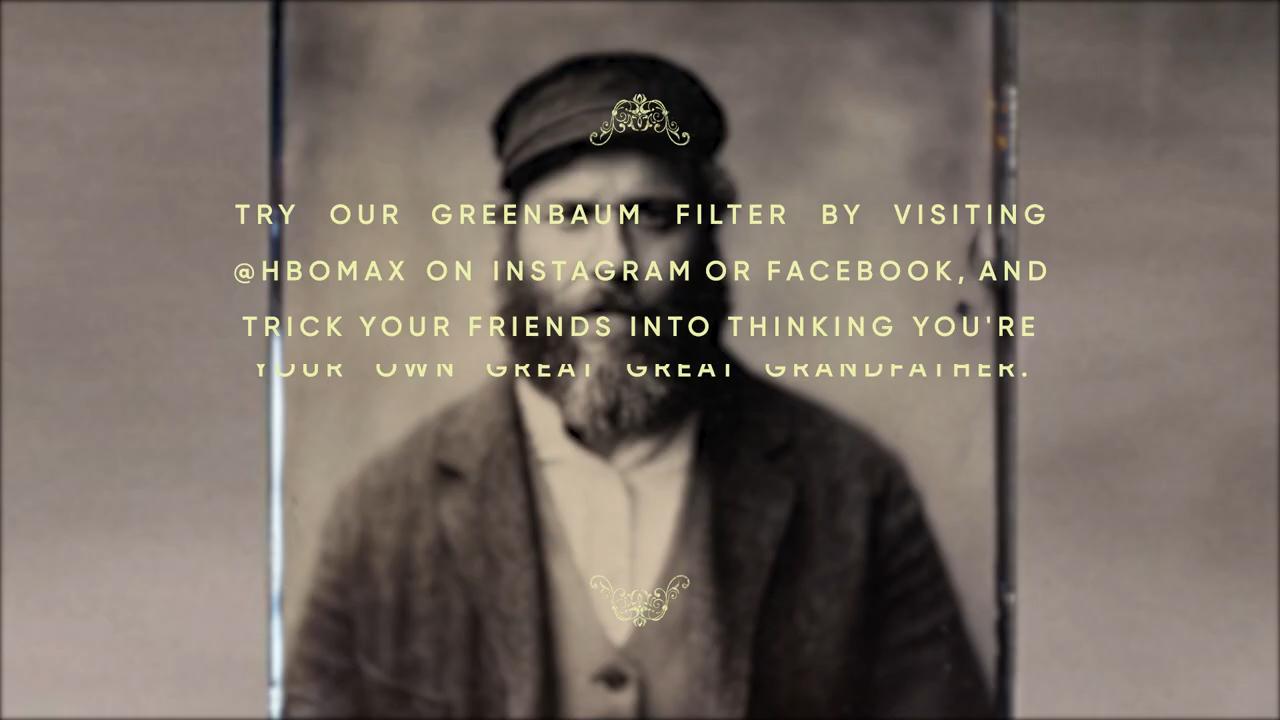 TRY OUR GREENBAUM FILTER BY VISITING
@HBOMAX ON INSTAGRAM OR FACEBOOK, AND
TRICK YOUR FRIENDS INTO THINKING YOU'RE
YOUR OWN GREAT GREAT GRANDFATHER.